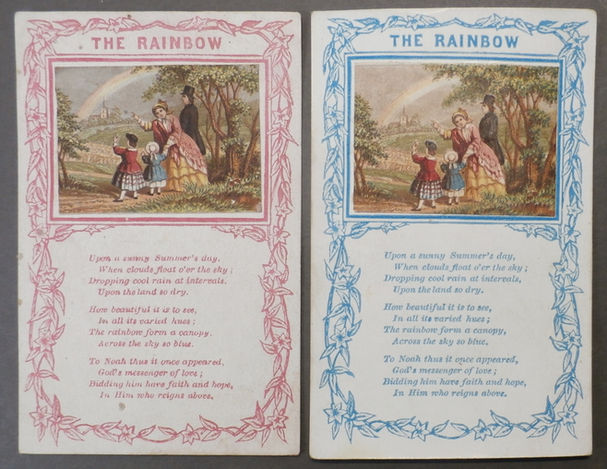 THE RAINBOW
Upon a sunny Summer's day,
When clouds float o'er the sky;
Dropping cool rain at intervals,
Upon the land so dry.
How beautiful it is to see,
In all its varied hues;
The rainbow form a canopy,
Across the sky so blue.
To Noah thus it once appeared,
God's messenger of love;
Bidding him have faith and hope,
In Him who reigns above.
THE RAINBOW
Upon a sunny Summer's day,
When clouds float o'er the sky;
Dropping cool rain at intervals,
Upon the land so dry.
How beautiful it is to see,
In all its varied hues;
The rainbow form a canopy,
Across the sky so blue.
To Noah thus it once appeared,
God's messenger of love;
Bidding him have faith and hope,
In Him who reigns above.